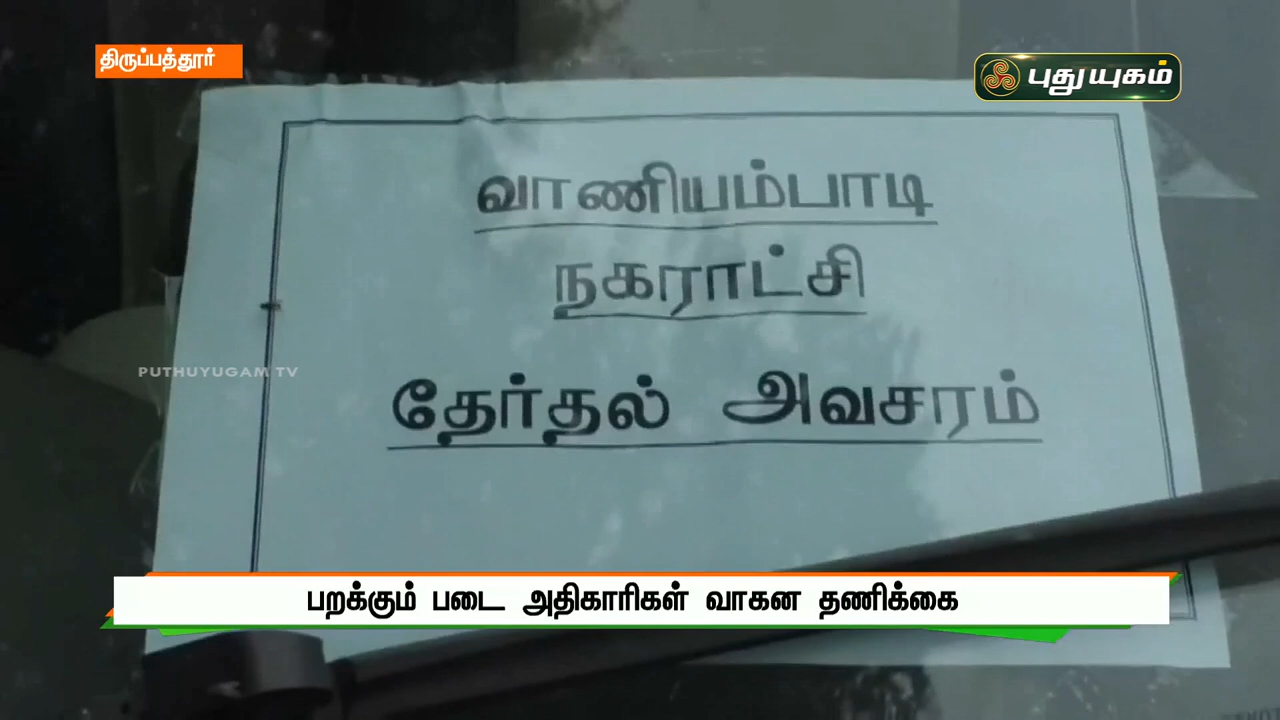 திருப்பத்தூர்
புதுயுகம்
வாணியம்பாடி
நகராட்சி
PUTHUYUGAM TV
தேர்தல் அவசரம்
பறக்கும் படை அதிகாரிகள் வாகன தணிக்கை